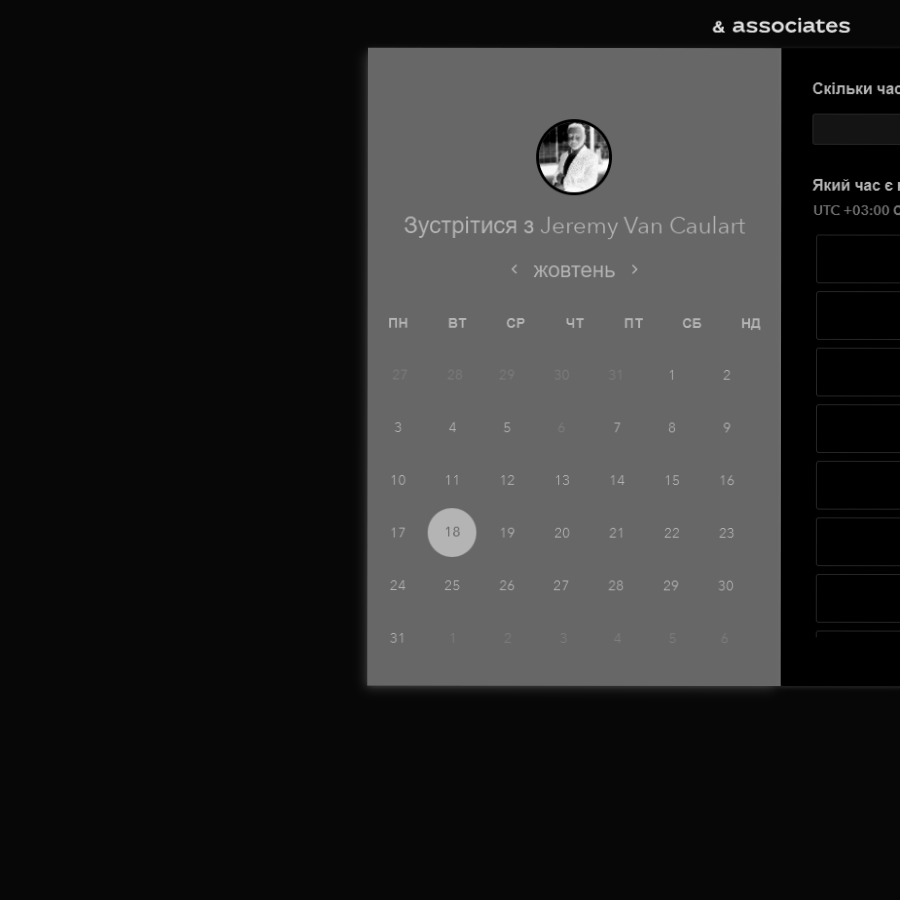 & associates
Зустрітися з Jeremy Van Caulart
жовтень
ПН ВТ СР ЧТ ПТ СБ НД
27 28 29 30 31 1 2
3 4 5 6 7 8 9
10 11 12 13 14 15 16
17 18 19 20 21 22 23
24 25 26 27 28 29 30
31 1 2 3 4 5 6
Скільки час
Який час є
UTC +03:00